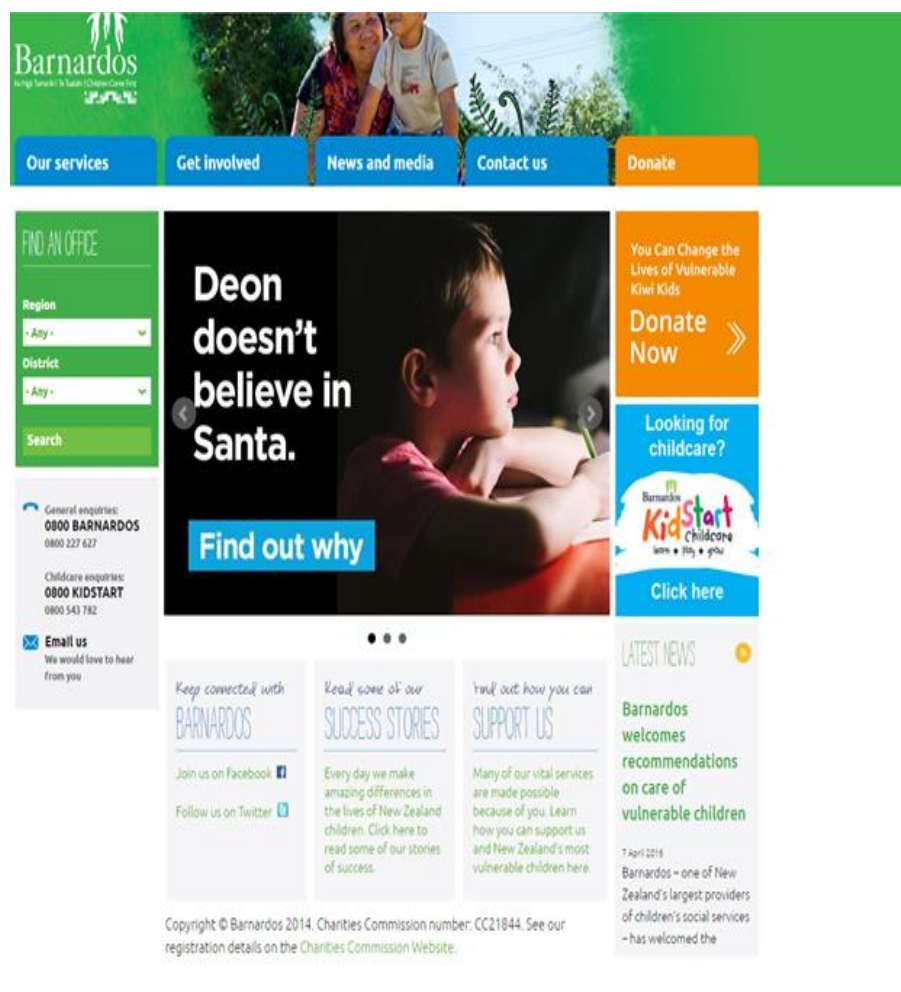 Barnardos
Our services
Get involved
News and media
Contact us
Donate
FIND AN OFFICE
Region
- Any -
District
- Any -
Search
General enquiries:
0800 BARNARDOS
0800 227 627
Childcare enquiries:
0800 KIDSTART
0800 543 782
Email us
We would love to hear
from you
Deon
doesn't
believe in
Santa.
Find out why
You Can Change the
Lives of Vulnerable
Kiwi Kids
Donate
Now
Looking for
childcare?
Barnardos
KidStart
Childcare
learn • play • grow
Click here
Keep connected with
BARNARDOS
Join us on Facebook
Follow us on Twitter
Read some of our
SUCCESS STORIES
Every day we make
amazing differences in
the lives of New Zealand
children. Click here to
read some of our stories
of success.
Find out how you can
SUPPORT US
Many of our vital services
are made possible
because of you. Learn
how you can support us
and New Zealand's most
vulnerable children here.
LATEST NEWS
Barnardos
welcomes
recommendations
on care of
vulnerable children
7 April 2016
Barnardos – one of New
Zealand's largest providers
of children's social services
– has welcomed the
Copyright © Barnardos 2014. Charities Commission number: CC21844. See our
registration details on the Charities Commission Website.